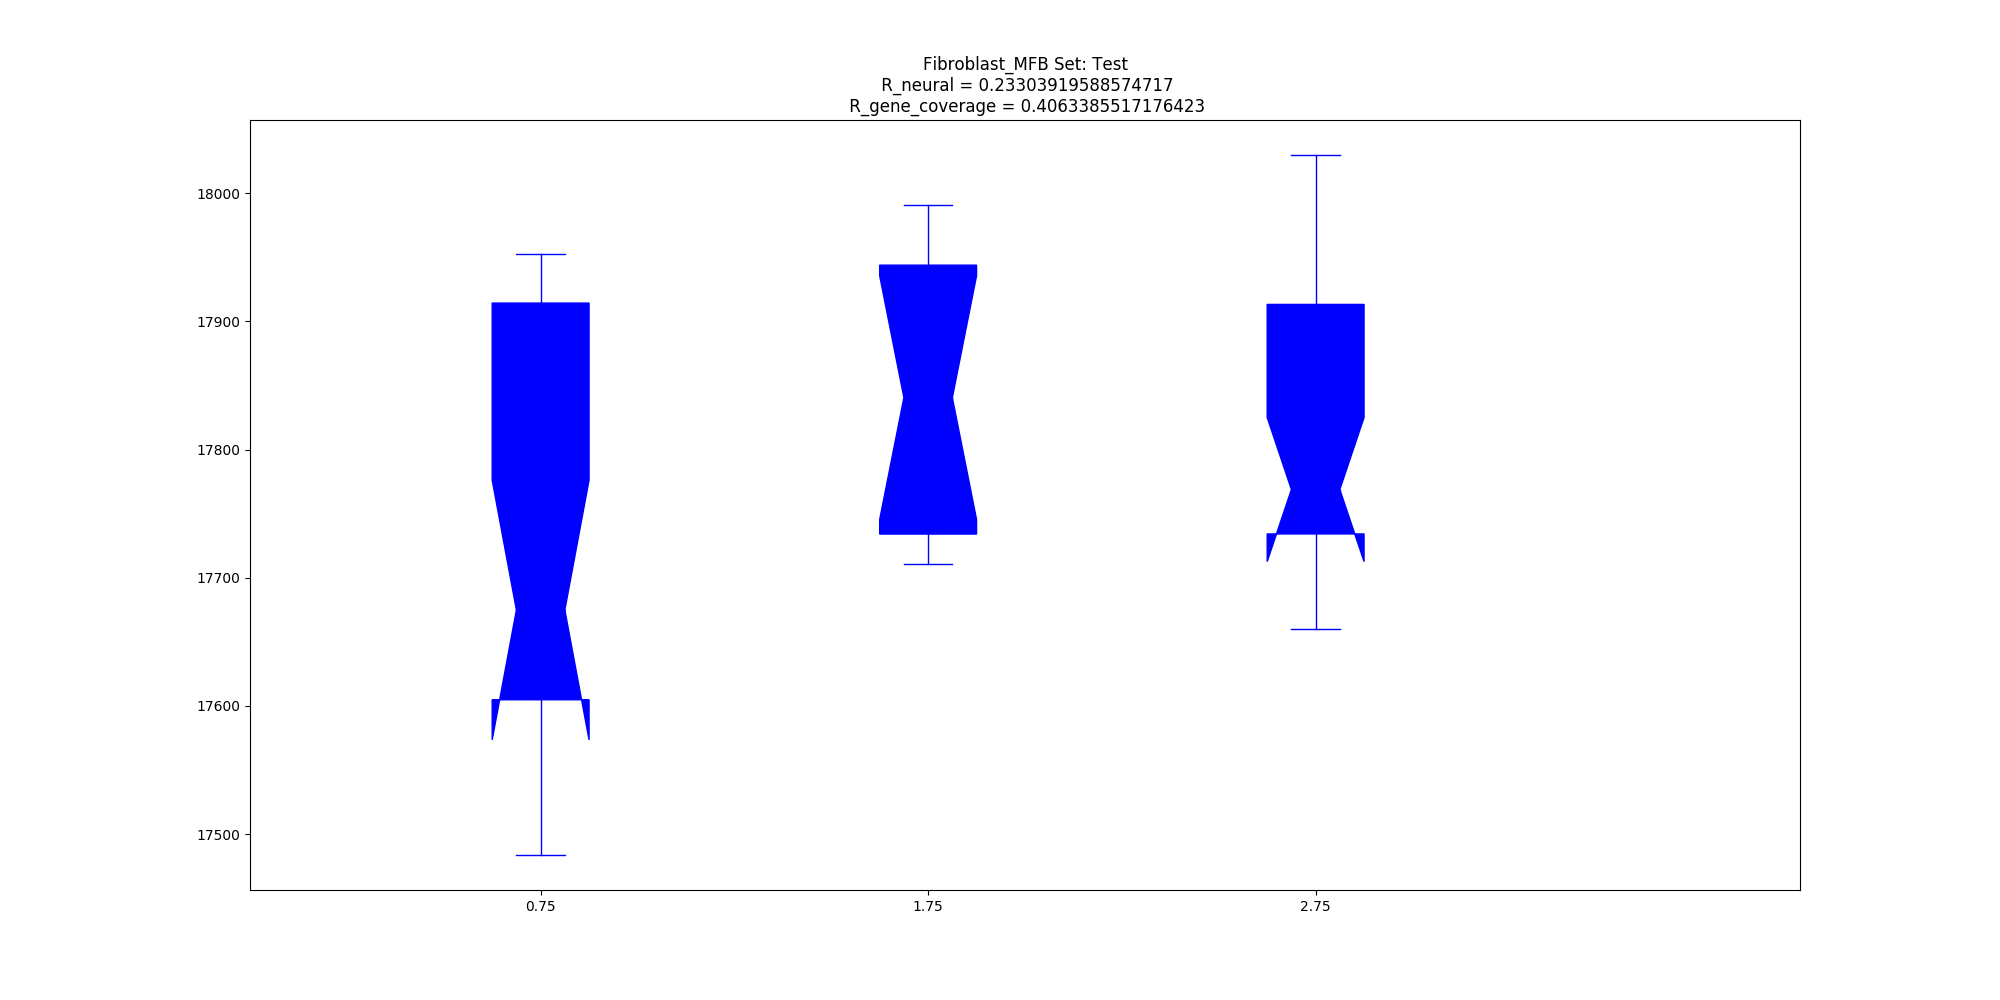 Fibroblast_MFB Set: Test
R_neural = 0.23303919588574717
R_gene_coverage = 0.4063385517176423
18000
17900
17800
17700
17600
17500
0.75 1.75 2.75